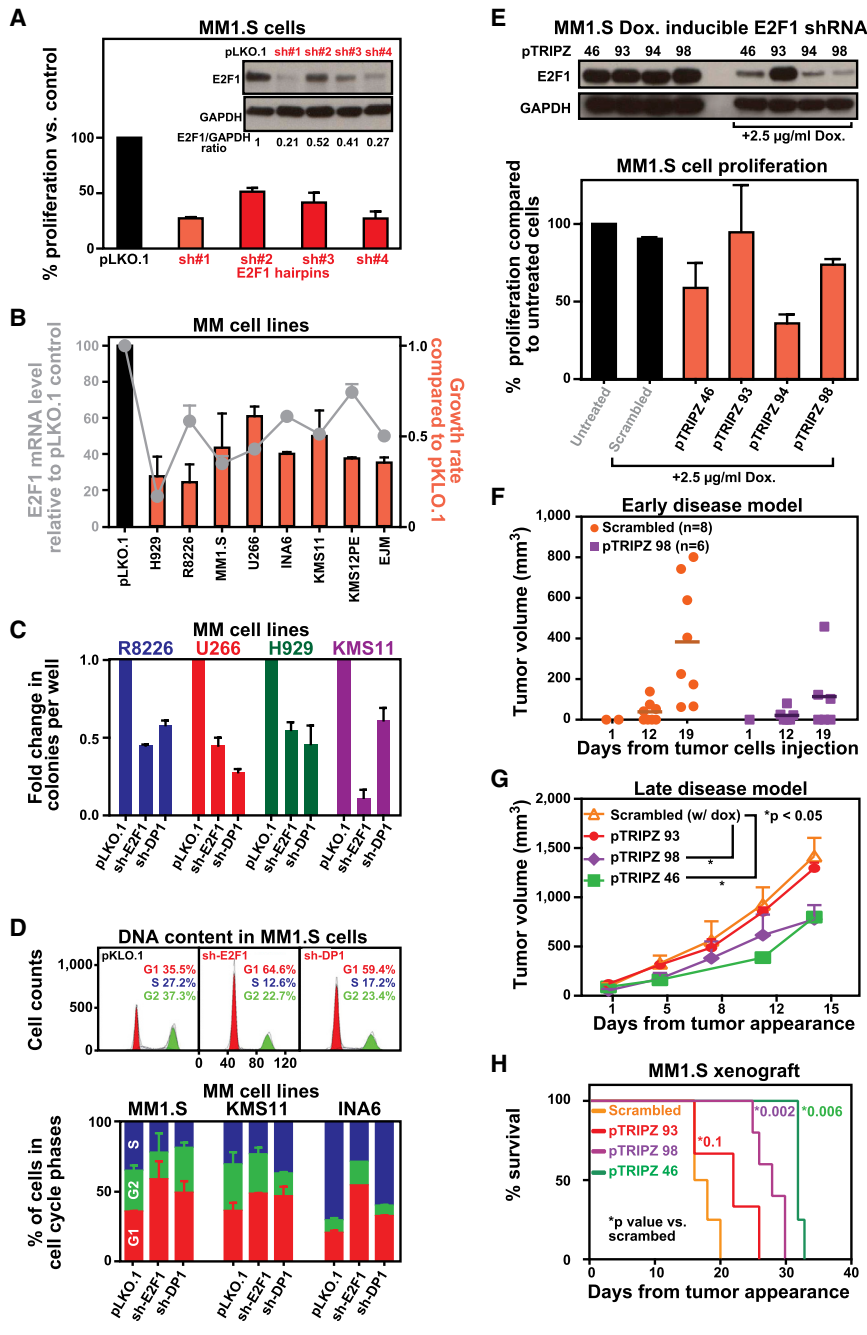 A
MM1.S cells
pLKO.1 sh#1 sh#2 sh#3 sh#4
E2F1
GAPDH
E2F1/GAPDH
ratio
1 0.21 0.52 0.41 0.27
% proliferation vs. control
100
50
0
pLKO.1
sh#1 sh#2 sh#3 sh#4
E2F1 hairpins
B
MM cell lines
E2F1 mRNA level
relative to pLKO.1 control
100
80
60
40
20
0
1.0
0.5
0
Growth rate
compared to pKLO.1
pLKO.1
H929
R8226
MM1.S
U266
INA6
KMS11
KMS12PE
EJM
C
MM cell lines
R8226 U266 H929 KMS11
Fold change in
colonies per well
1.0
0.5
0.0
pLKO.1
sh-E2F1
sh-DP1
pLKO.1
sh-E2F1
sh-DP1
pLKO.1
sh-E2F1
sh-DP1
pLKO.1
sh-E2F1
sh-DP1
D
DNA content in MM1.S cells
Cell counts
1,000
500
0
pKLO.1
G1 35.5%
S 27.2%
G2 37.3%
sh-E2F1
G1 64.6%
S 12.6%
G2 22.7%
sh-DP1
G1 59.4%
S 17.2%
G2 23.4%
0 40 80 120
MM cell lines
MM1.S KMS11 INA6
% of cells in
cell cycle phases
100
50
0
S
G2
G1
pLKO.1
sh-E2F1
sh-DP1
pLKO.1
sh-E2F1
sh-DP1
pLKO.1
sh-E2F1
sh-DP1
E
MM1.S Dox. inducible E2F1 shRNA
pTRIPZ 46 93 94 98 46 93 94 98
E2F1
GAPDH
+2.5 µg/ml Dox.
MM1.S cell proliferation
% proliferation compared
to untreated cells
100
50
0
Untreated
Scrambled
pTRIPZ 46
pTRIPZ 93
pTRIPZ 94
pTRIPZ 98
+2.5 µg/ml Dox.
F
Early disease model
Tumor volume (mm3)
1,000
800
600
400
200
0
Scrambled (n=8)
pTRIPZ 98 (n=6)
1 12 19 1 12 19
Days from tumor cells injection
G
Late disease model
Tumor volume (mm3)
2,000
1,500
1,000
500
0
Scrambled (w/ dox)
pTRIPZ 93
pTRIPZ 98
pTRIPZ 46
*p < 0.05
*
*
1 5 8 12 15
Days from tumor appearance
H
MM1.S xenograft
% survival
100
50
0
Scrambled
pTRIPZ 93
pTRIPZ 98
pTRIPZ 46
*0.1
*0.002
*0.006
*p value vs.
scrambed
0 10 20 30 40
Days from tumor appearance